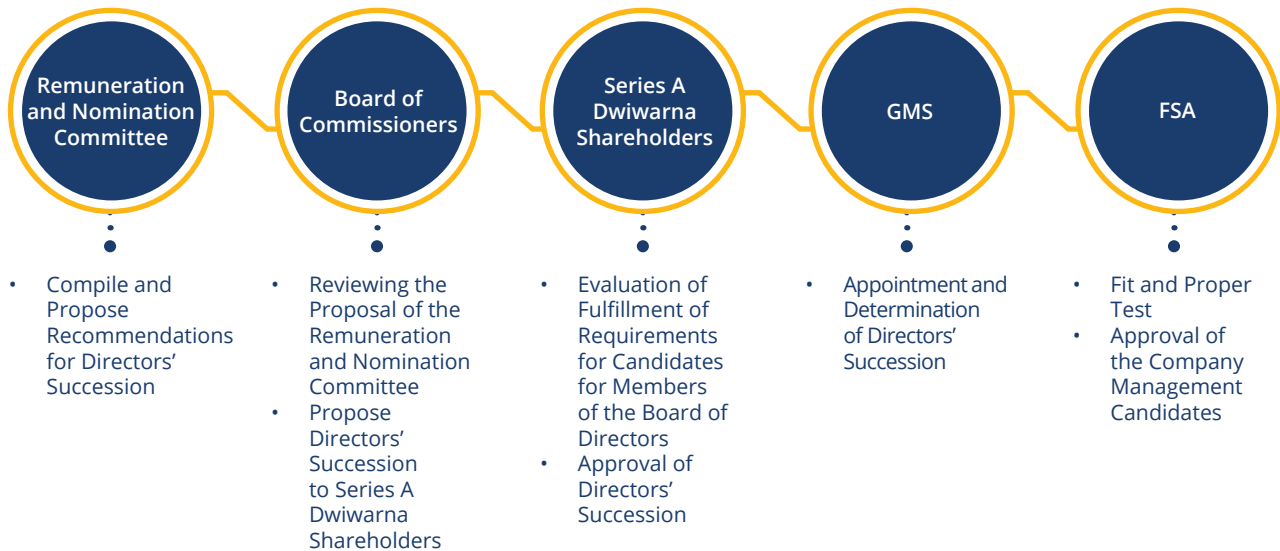 Remuneration
and Nomination
Committee
Board of
Commissioners
Series A
Dwiwarna
Shareholders
GMS
FSA
• Compile and
Propose
Recommendations
for Directors’
Succession
• Reviewing the
Proposal of the
Remuneration
and Nomination
Committee
• Propose
Directors’
Succession
to Series A
Dwiwarna
Shareholders
• Evaluation of
Fulfillment of
Requirements
for Candidates
for Members
of the Board of
Directors
• Approval of
Directors’
Succession
• Appointment and
Determination
of Directors’
Succession
• Fit and Proper
Test
• Approval of
the Company
Management
Candidates